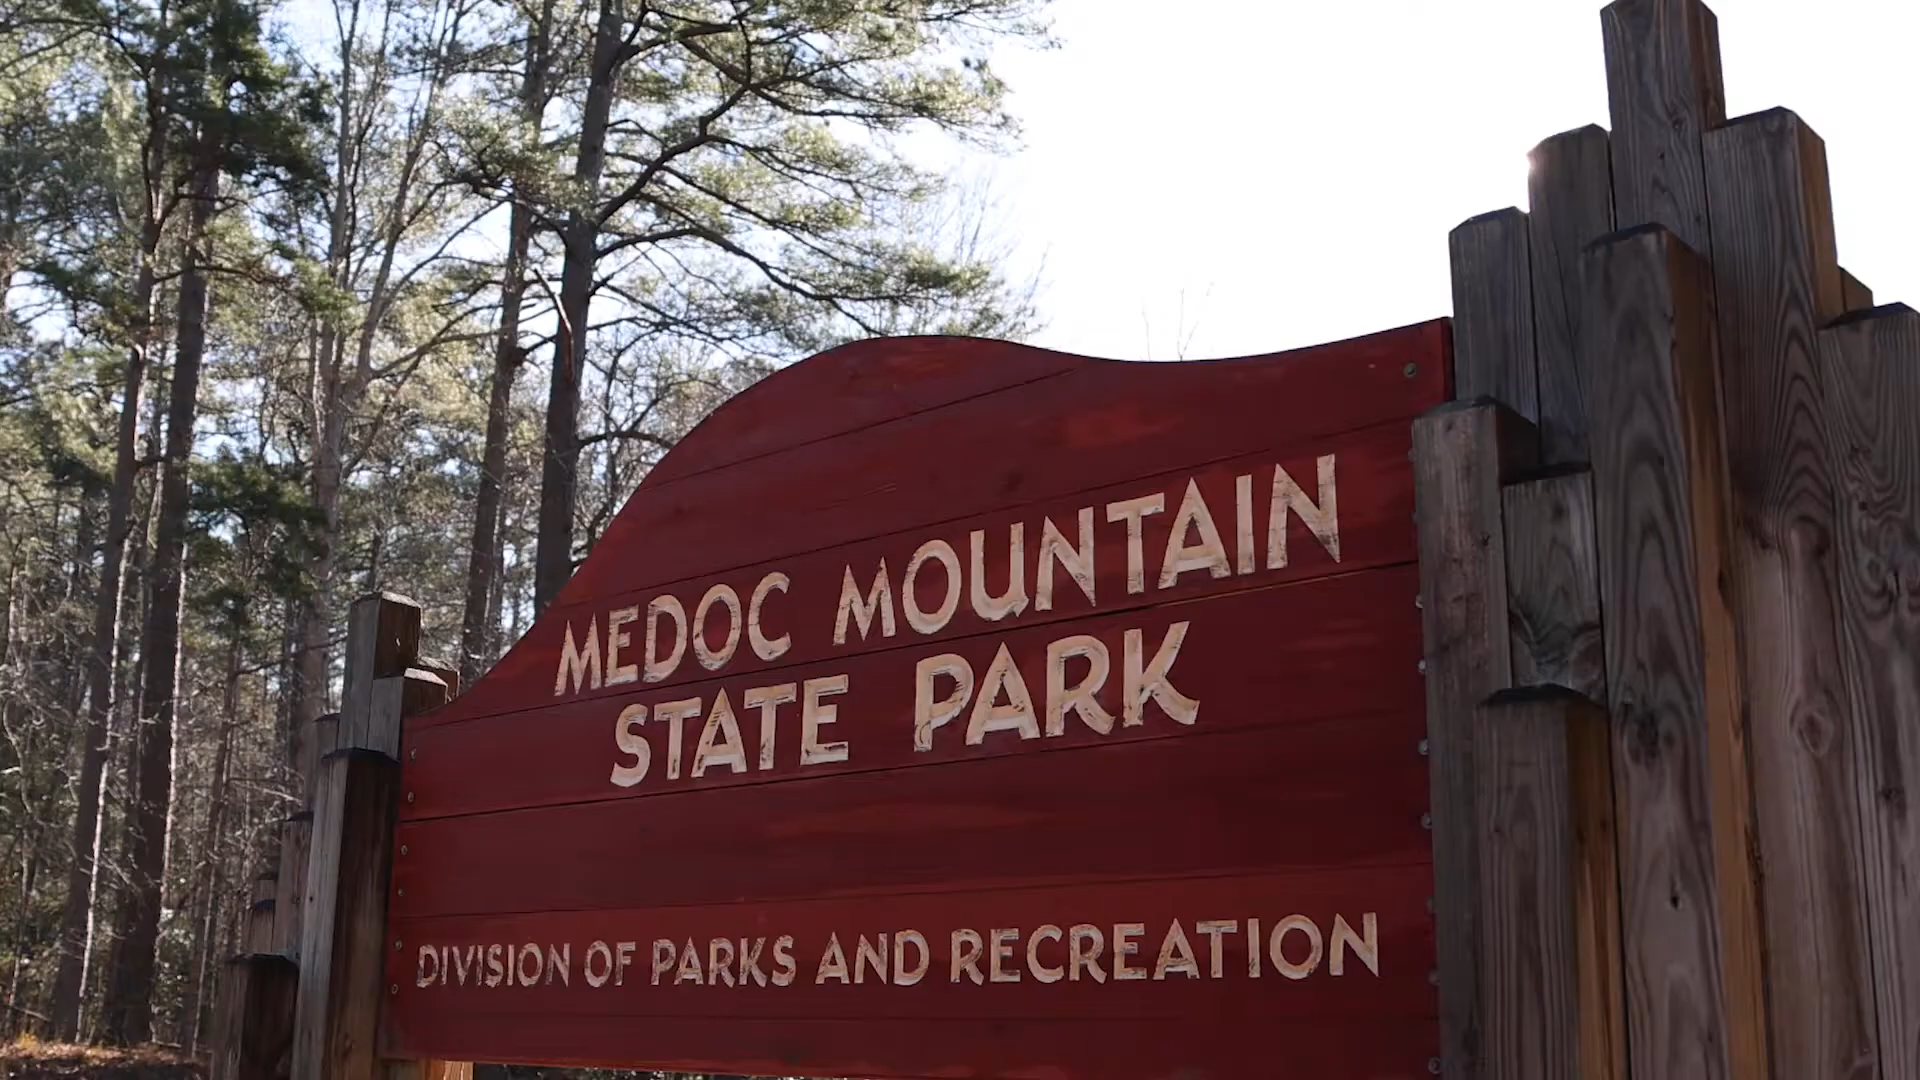 MEDOC MOUNTAIN
STATE PARK
DIVISION OF PARKS AND RECREATION